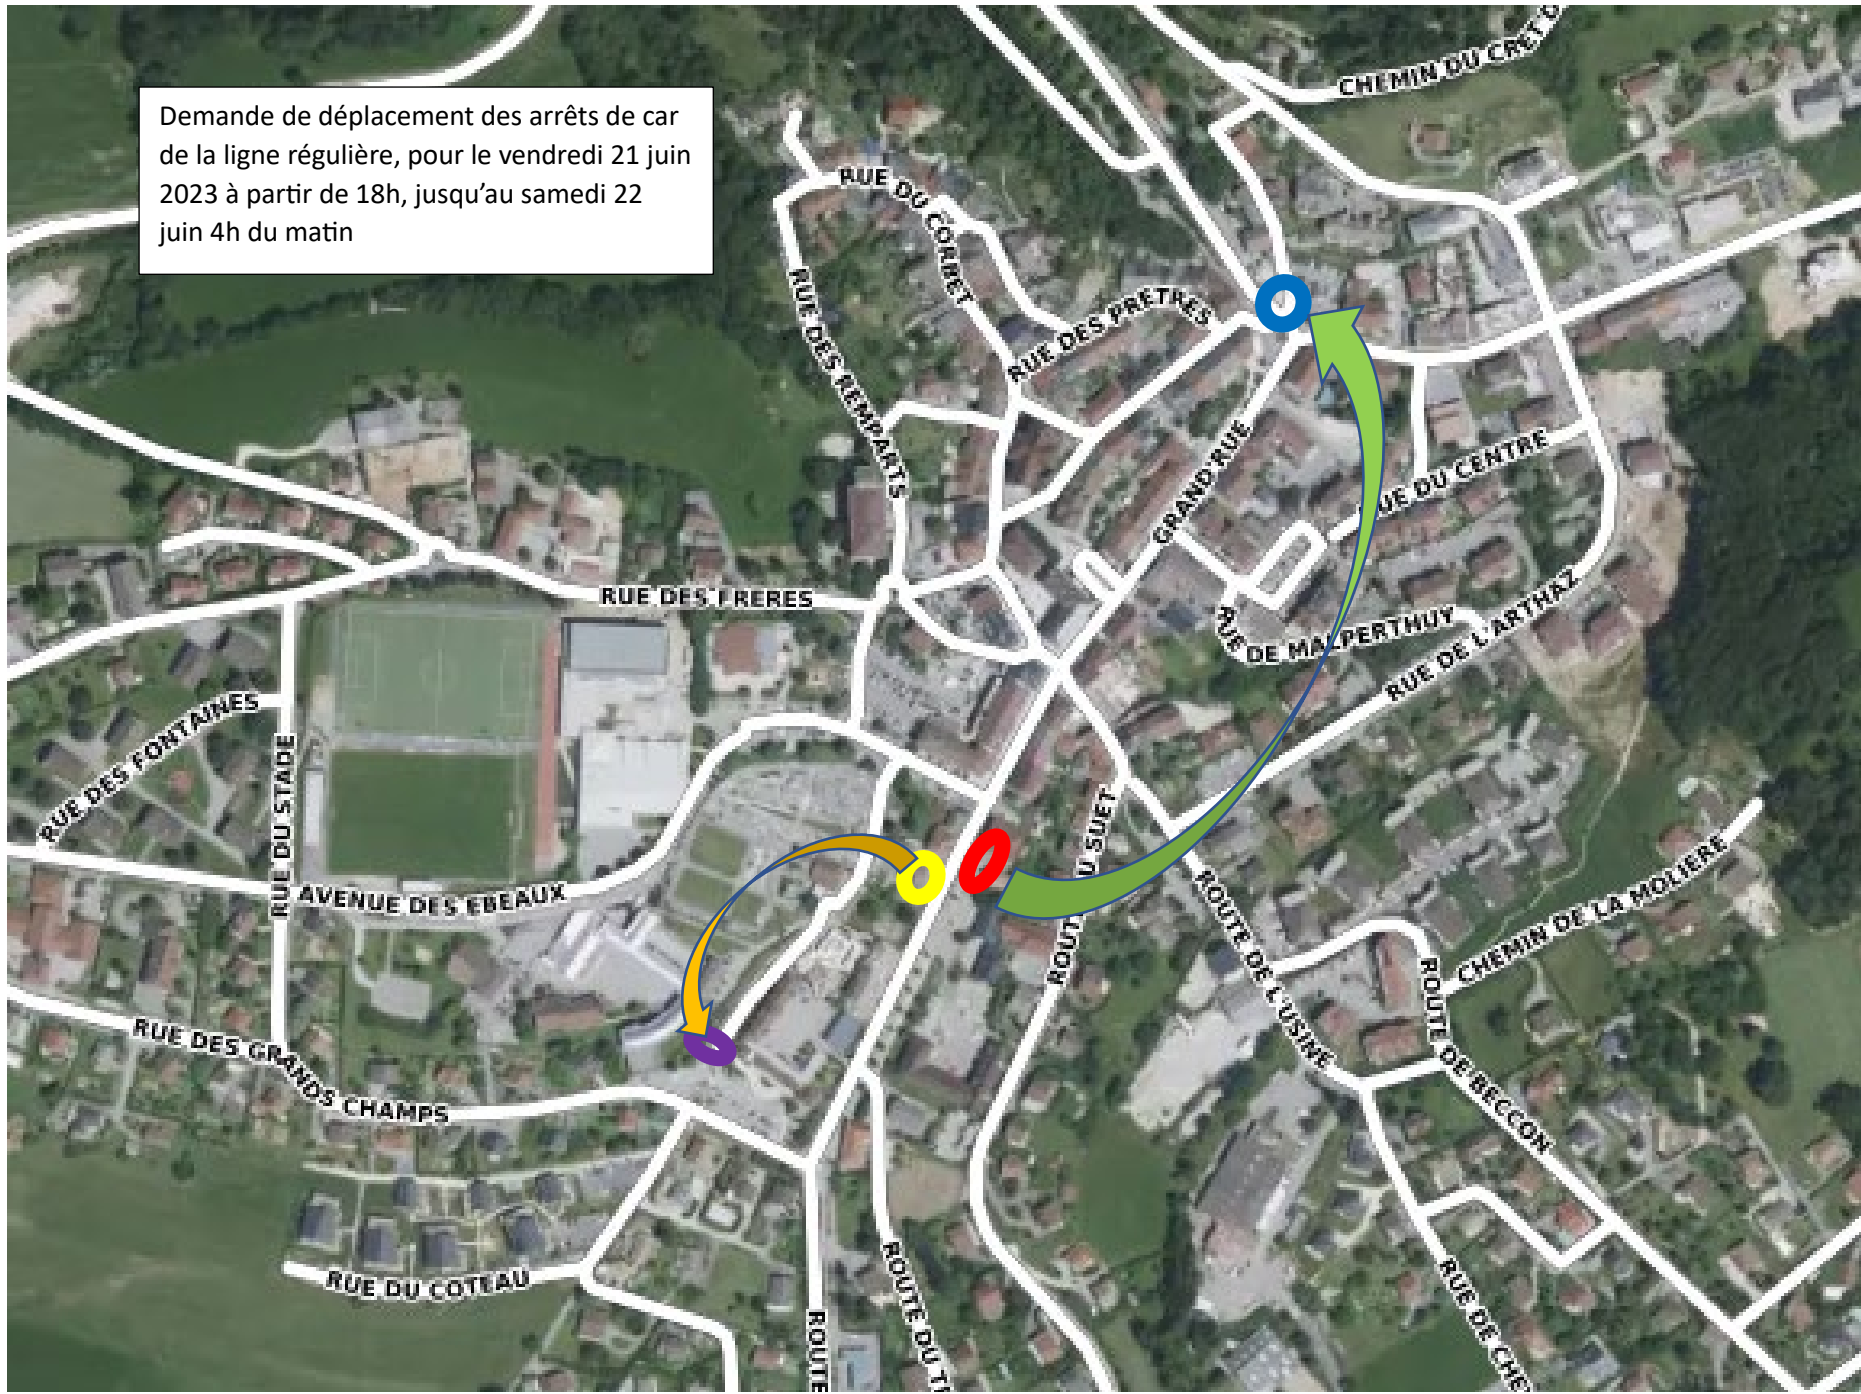 Demande de déplacement des arrêts de car
de la ligne régulière, pour le vendredi 21 juin
2023 à partir de 18h, jusqu'au samedi 22
juin 4h du matin
CHEMIN DU CRET D
RUE DU CORBET
RUE DES PRETRES
RUE DES REMPARTS
GRAND'RUE
RUE DU CENTRE
RUE DES FRERES
RUE DE MALPERTHUY
RUE DE L'ARTHAZ
RUE DES FONTAINES
RUE DU STADE
AVENUE DES EBEAUX
ROUTE DU SUET
ROUTE DE L'USINE
CHEMIN DE LA MOLIERE
ROUTE DE BECCON
RUE DES GRANDS CHAMPS
RUE DU COTEAU
ROUTE
ROUTE DU
RUE DE CHE